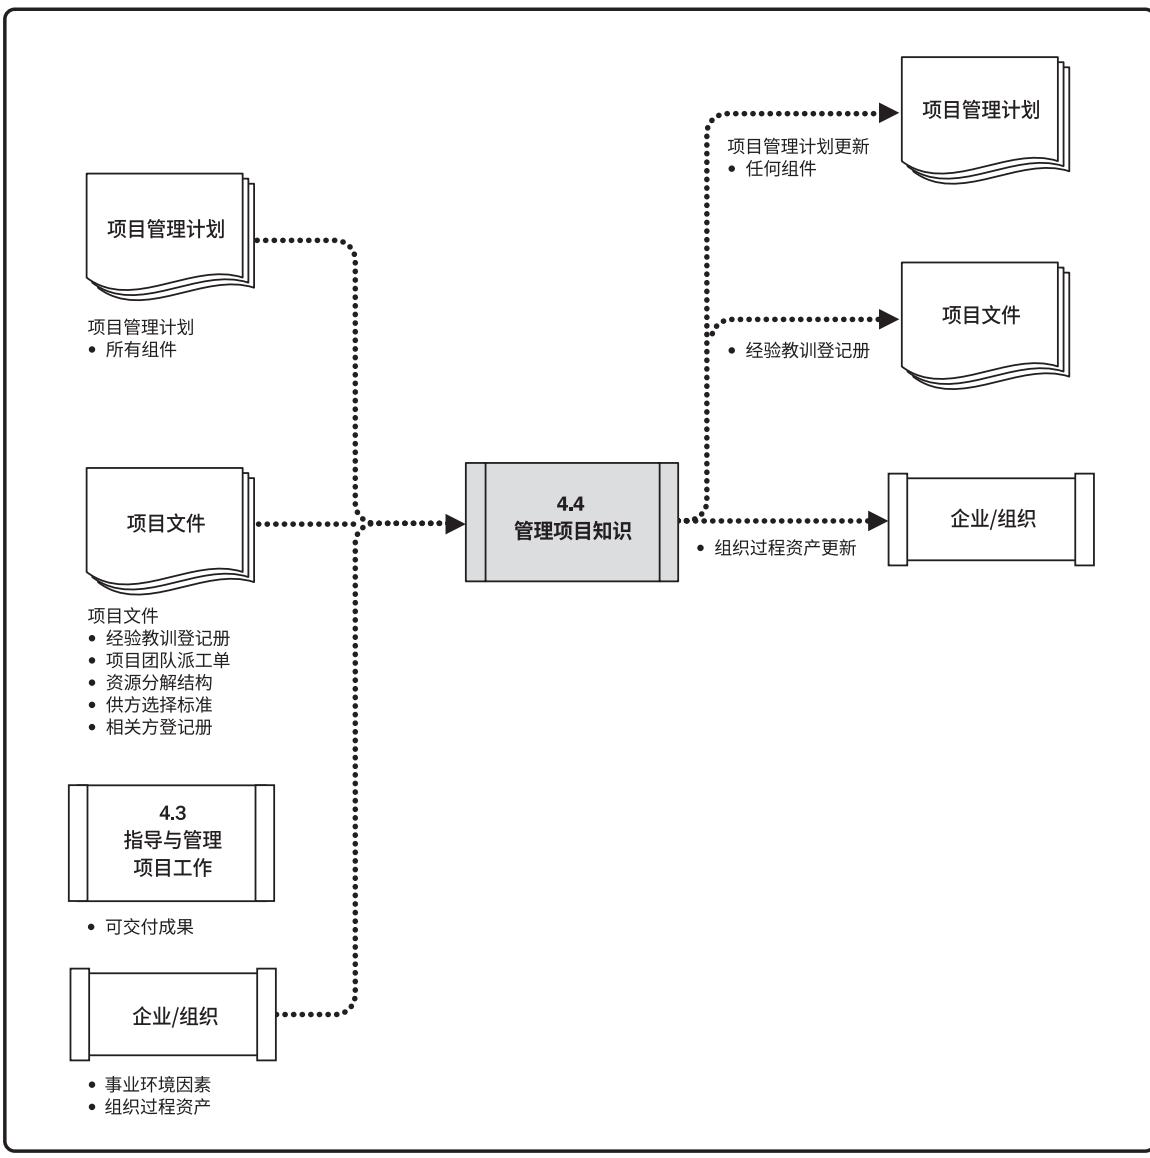 项目管理计划
项目管理计划
● 所有组件
项目文件
项目文件
● 经验教训登记册
● 项目团队派工单
● 资源分解结构
● 供方选择标准
● 相关方登记册
4.3
指导与管理
项目工作
● 可交付成果
企业/组织
● 事业环境因素
● 组织过程资产
4.4
管理项目知识
项目管理计划
项目管理计划更新
● 任何组件
项目文件
● 经验教训登记册
企业/组织
● 组织过程资产更新